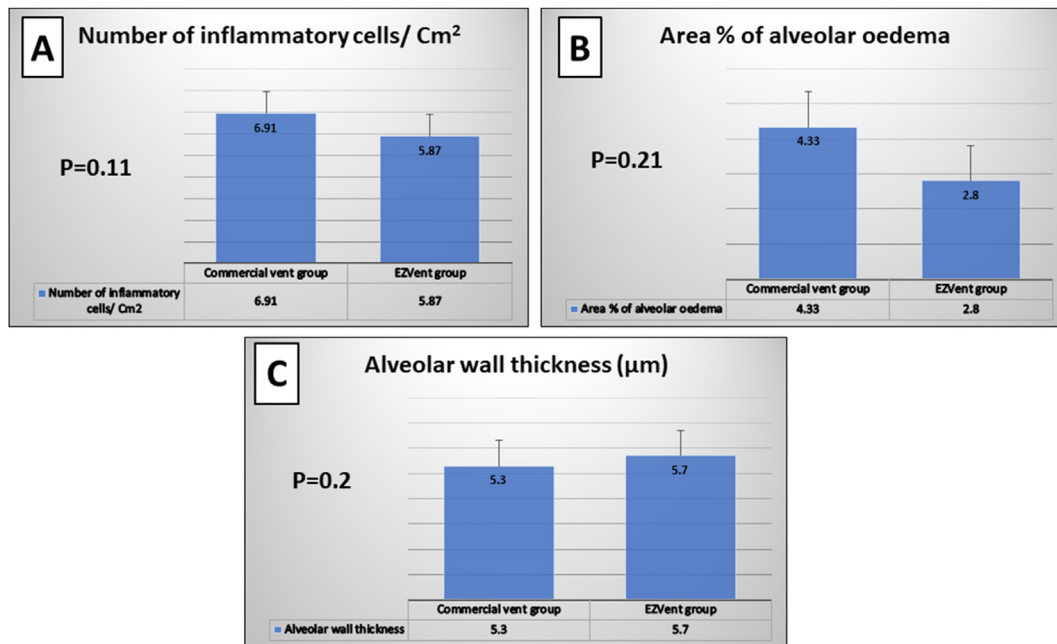 A
Number of inflammatory cells/ Cm²
P=0.11
6.91
5.87
Commercial vent group
EZVent group
Number of inflammatory
cells/ Cm2
6.91
5.87
B
Area % of alveolar oedema
P=0.21
4.33
2.8
Commercial vent group
EZVent group
Area % of alveolar oedema
4.33
2.8
C
Alveolar wall thickness (µm)
P=0.2
5.3
5.7
Commercial vent group
EZVent group
Alveolar wall thickness
5.3
5.7